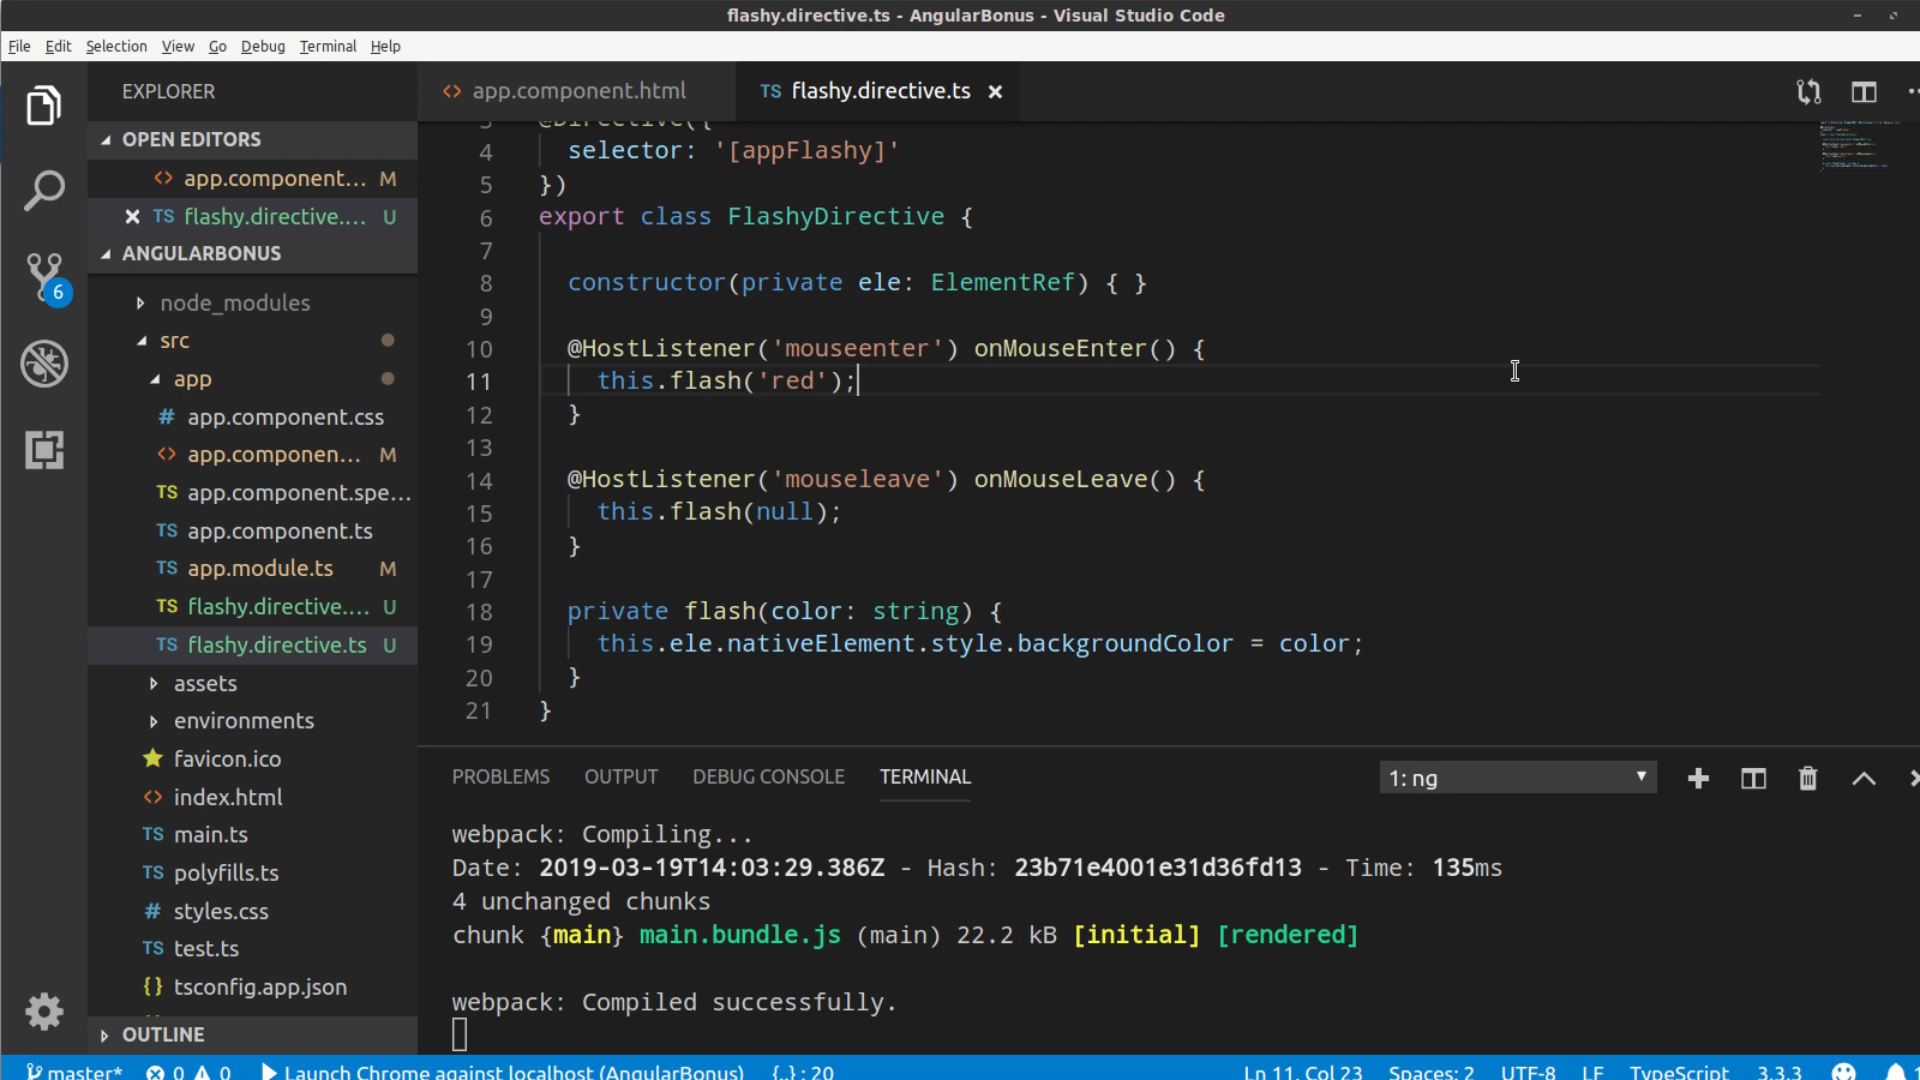 flashy.directive.ts - AngularBonus - Visual Studio Code
File Edit Selection View Go Debug Terminal Help
EXPLORER
OPEN EDITORS
<> app.component... M
TS flashy.directive.... U
ANGULARBONUS
node_modules
src
app
# app.component.css
<> app.componen... M
TS app.component.spe...
TS app.component.ts
TS app.module.ts M
TS flashy.directive.... U
TS flashy.directive.ts U
assets
environments
favicon.ico
<> index.html
TS main.ts
TS polyfills.ts
# styles.css
TS test.ts
{} tsconfig.app.json
OUTLINE
6
<> app.component.html
TS flashy.directive.ts
3 @Directive({
4 selector: '[appFlashy]'
5 })
6 export class FlashyDirective {
7
8 constructor(private ele: ElementRef) { }
9
10 @HostListener('mouseenter') onMouseEnter() {
11 this.flash('red');
12 }
13
14 @HostListener('mouseleave') onMouseLeave() {
15 this.flash(null);
16 }
17
18 private flash(color: string) {
19 this.ele.nativeElement.style.backgroundColor = color;
20 }
21 }
PROBLEMS OUTPUT DEBUG CONSOLE TERMINAL
1: ng
webpack: Compiling...
Date: 2019-03-19T14:03:29.386Z - Hash: 23b71e4001e31d36fd13 - Time: 135ms
4 unchanged chunks
chunk {main} main.bundle.js (main) 22.2 kB [initial] [rendered]
webpack: Compiled successfully.
master* 0 0 Launch Chrome against localhost (AngularBonus) {..} : 20
Ln 11, Col 23 Spaces: 2 UTF-8 LF TypeScript 3.3.3 1